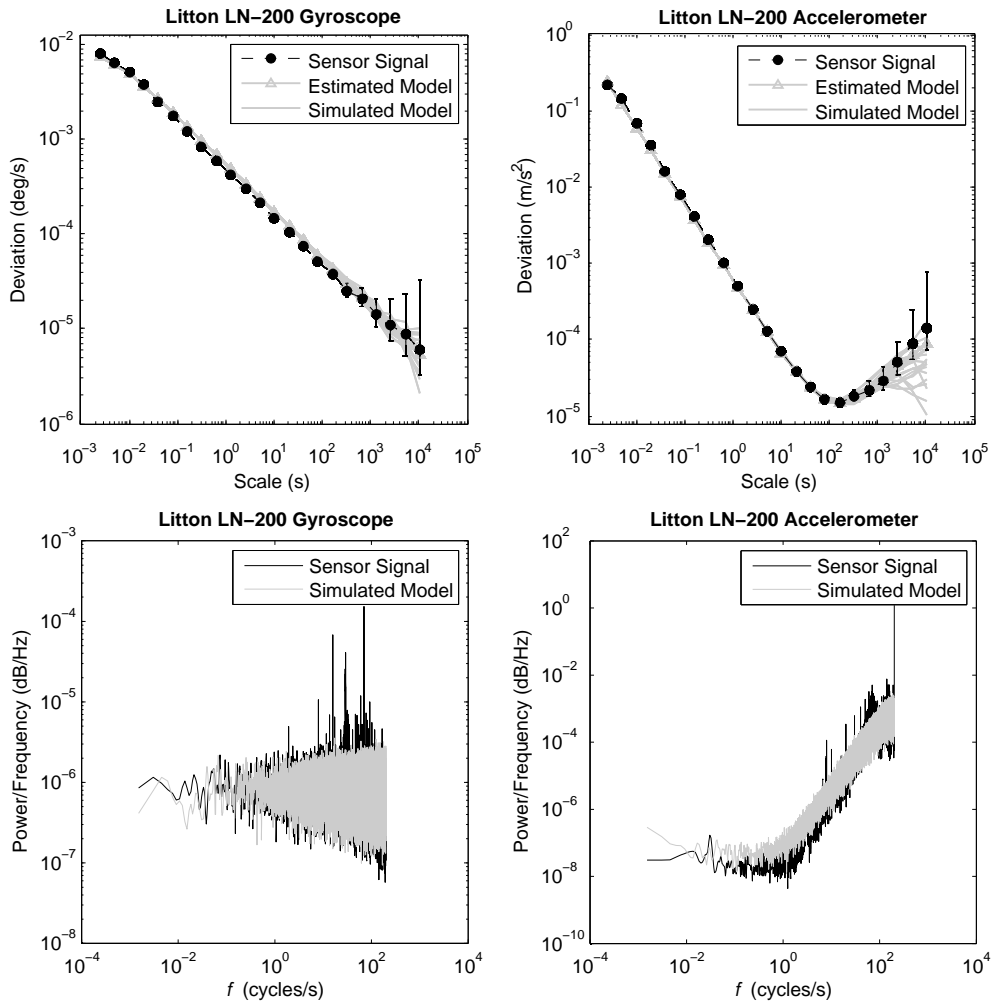 Litton LN−200 Gyroscope
10^−2
10^−3
10^−4
10^−5
10^−6
Deviation (deg/s)
Sensor Signal
Estimated Model
Simulated Model
10^−3 10^−2 10^−1 10^0 10^1 10^2 10^3 10^4 10^5
Scale (s)
Litton LN−200 Accelerometer
10^0
10^−1
10^−2
10^−3
10^−4
10^−5
Deviation (m/s^2)
Sensor Signal
Estimated Model
Simulated Model
10^−3 10^−2 10^−1 10^0 10^1 10^2 10^3 10^4 10^5
Scale (s)
Litton LN−200 Gyroscope
10^−3
10^−4
10^−5
10^−6
10^−7
10^−8
Power/Frequency (dB/Hz)
Sensor Signal
Simulated Model
10^−4 10^−2 10^0 10^2 10^4
f (cycles/s)
Litton LN−200 Accelerometer
10^2
10^0
10^−2
10^−4
10^−6
10^−8
10^−10
Power/Frequency (dB/Hz)
Sensor Signal
Simulated Model
10^−4 10^−2 10^0 10^2 10^4
f (cycles/s)